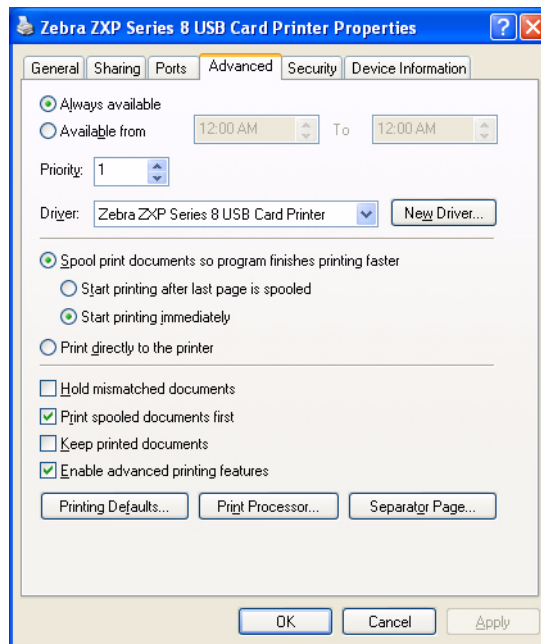 Zebra ZXP Series 8 USB Card Printer Properties
General Sharing Ports Advanced Security Device Information
Always available
Available from 12:00 AM To 12:00 AM
Priority: 1
Driver: Zebra ZXP Series 8 USB Card Printer New Driver...
Spool print documents so program finishes printing faster
Start printing after last page is spooled
Start printing immediately
Print directly to the printer
Hold mismatched documents
Print spooled documents first
Keep printed documents
Enable advanced printing features
Printing Defaults... Print Processor... Separator Page...
OK Cancel Apply